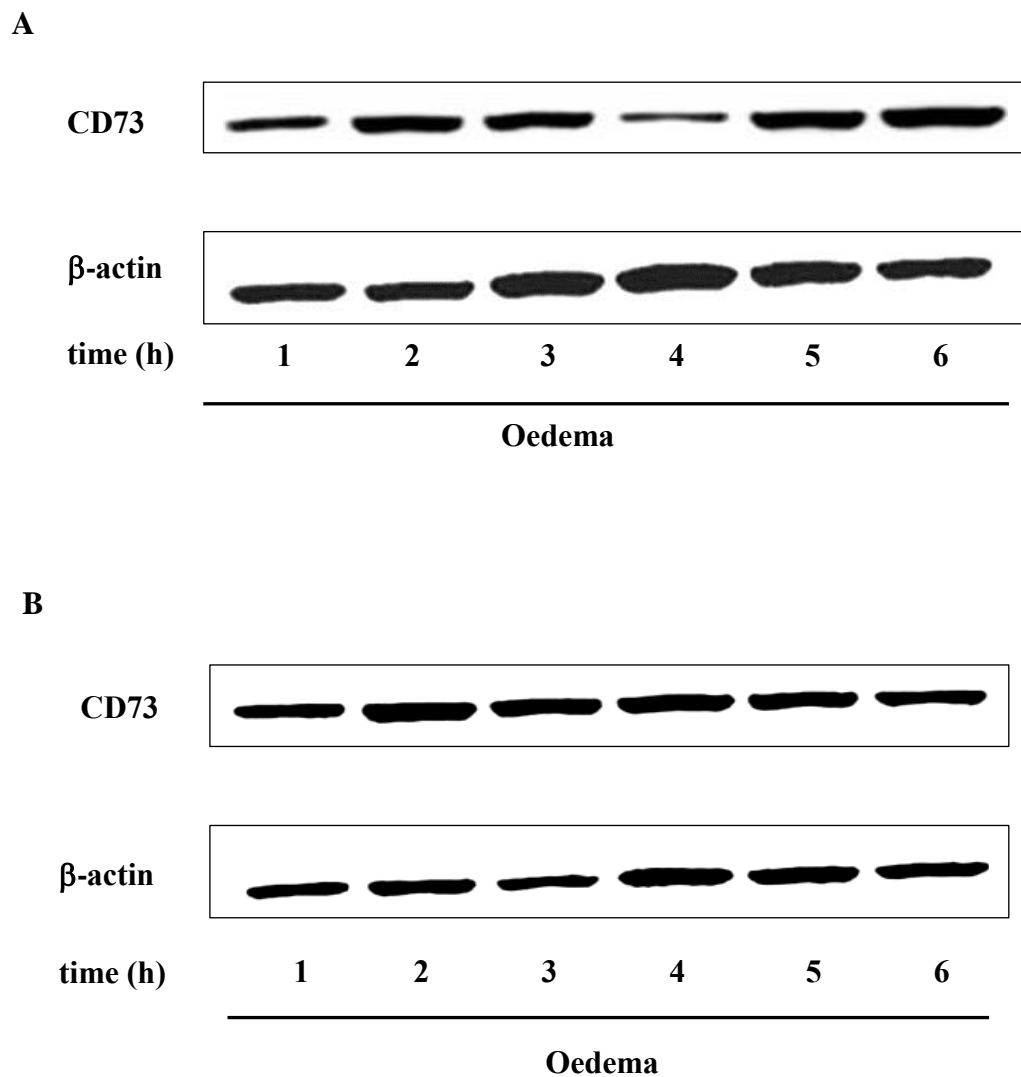 A
CD73
β-actin
time (h) 1 2 3 4 5 6
Oedema
B
CD73
β-actin
time (h) 1 2 3 4 5 6
Oedema